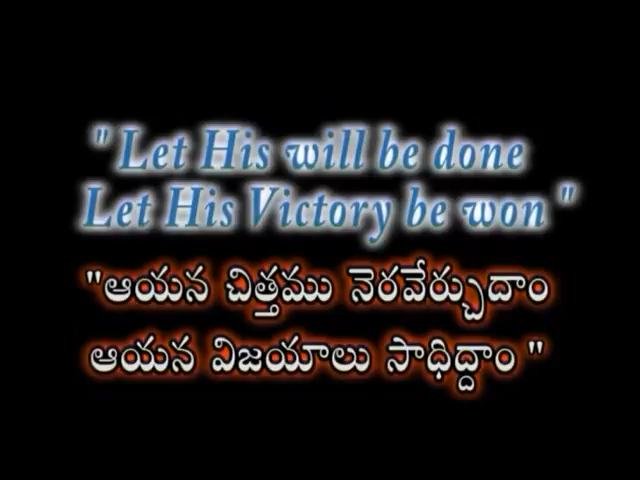 " Let His will be done
Let His Victory be won "
"ఆయన చిత్తము నెరవేర్చుదాం
ఆయన విజయాలు సాధిద్దాం "